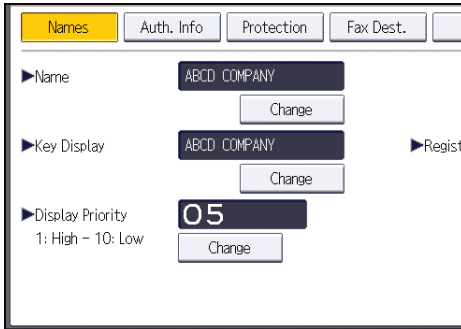 Names Auth. Info Protection Fax Dest.
▶Name ABCD COMPANY
Change
▶Key Display ABCD COMPANY ▶Regist
Change
▶Display Priority 05
1: High - 10: Low Change